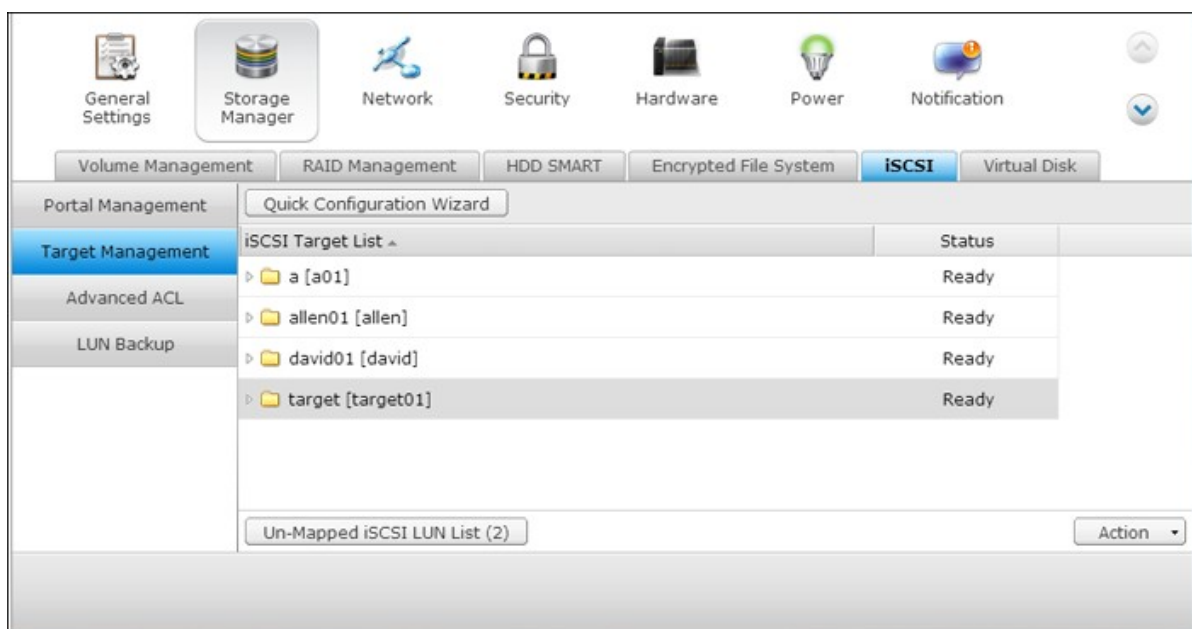 General Settings
Storage Manager
Network
Security
Hardware
Power
Notification
Volume Management
RAID Management
HDD SMART
Encrypted File System
iSCSI
Virtual Disk
Portal Management
Target Management
Advanced ACL
LUN Backup
Quick Configuration Wizard
iSCSI Target List
Status
a [a01]
Ready
allen01 [allen]
Ready
david01 [david]
Ready
target [target01]
Ready
Un-Mapped iSCSI LUN List (2)
Action